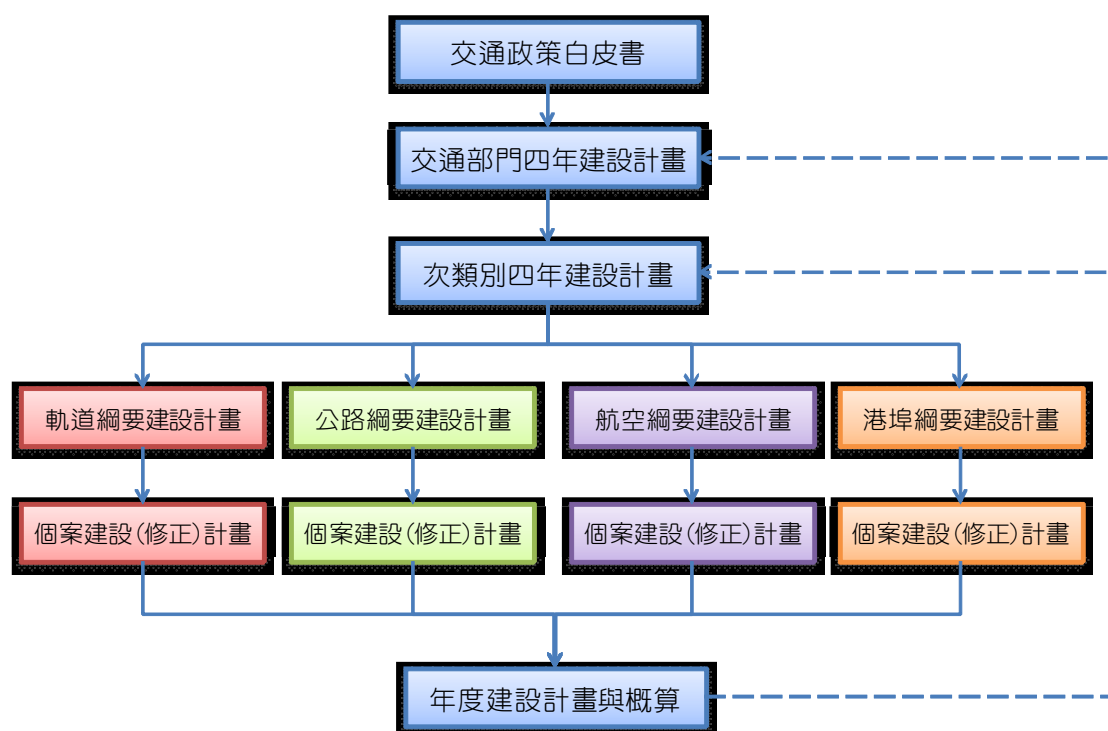 交通政策白皮書
交通部門四年建設計畫
次類別四年建設計畫
軌道綱要建設計畫
公路綱要建設計畫
航空綱要建設計畫
港埠綱要建設計畫
個案建設(修正)計畫
個案建設(修正)計畫
個案建設(修正)計畫
個案建設(修正)計畫
年度建設計畫與概算